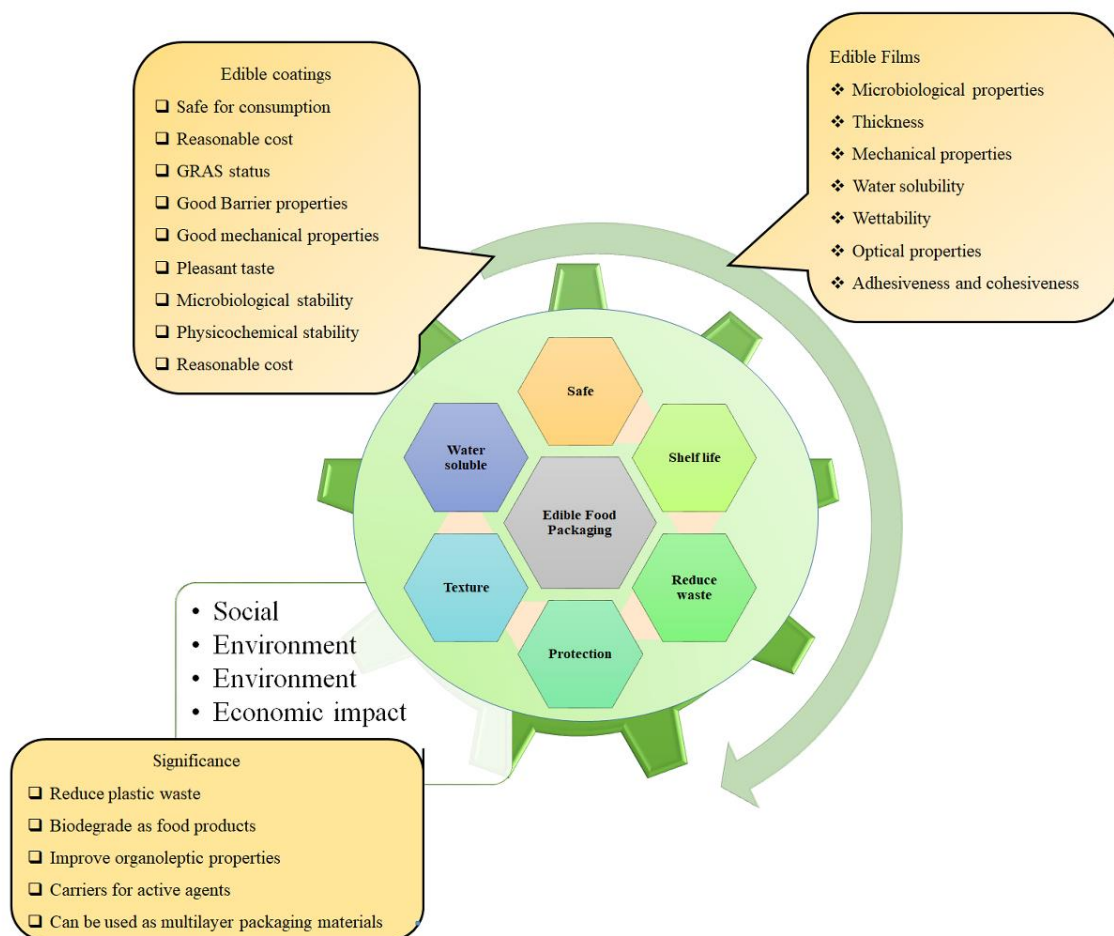 Edible coatings
❑ Safe for consumption
❑ Reasonable cost
❑ GRAS status
❑ Good Barrier properties
❑ Good mechanical properties
❑ Pleasant taste
❑ Microbiological stability
❑ Physicochemical stability
❑ Reasonable cost
Edible Films
❖ Microbiological properties
❖ Thickness
❖ Mechanical properties
❖ Water solubility
❖ Wettability
❖ Optical properties
❖ Adhesiveness and cohesiveness
Safe
Water
soluble
Shelf life
Edible Food
Packaging
Texture
Reduce
waste
Protection
• Social
• Environment
• Environment
• Economic impact
Significance
❑ Reduce plastic waste
❑ Biodegrade as food products
❑ Improve organoleptic properties
❑ Carriers for active agents
❑ Can be used as multilayer packaging materials